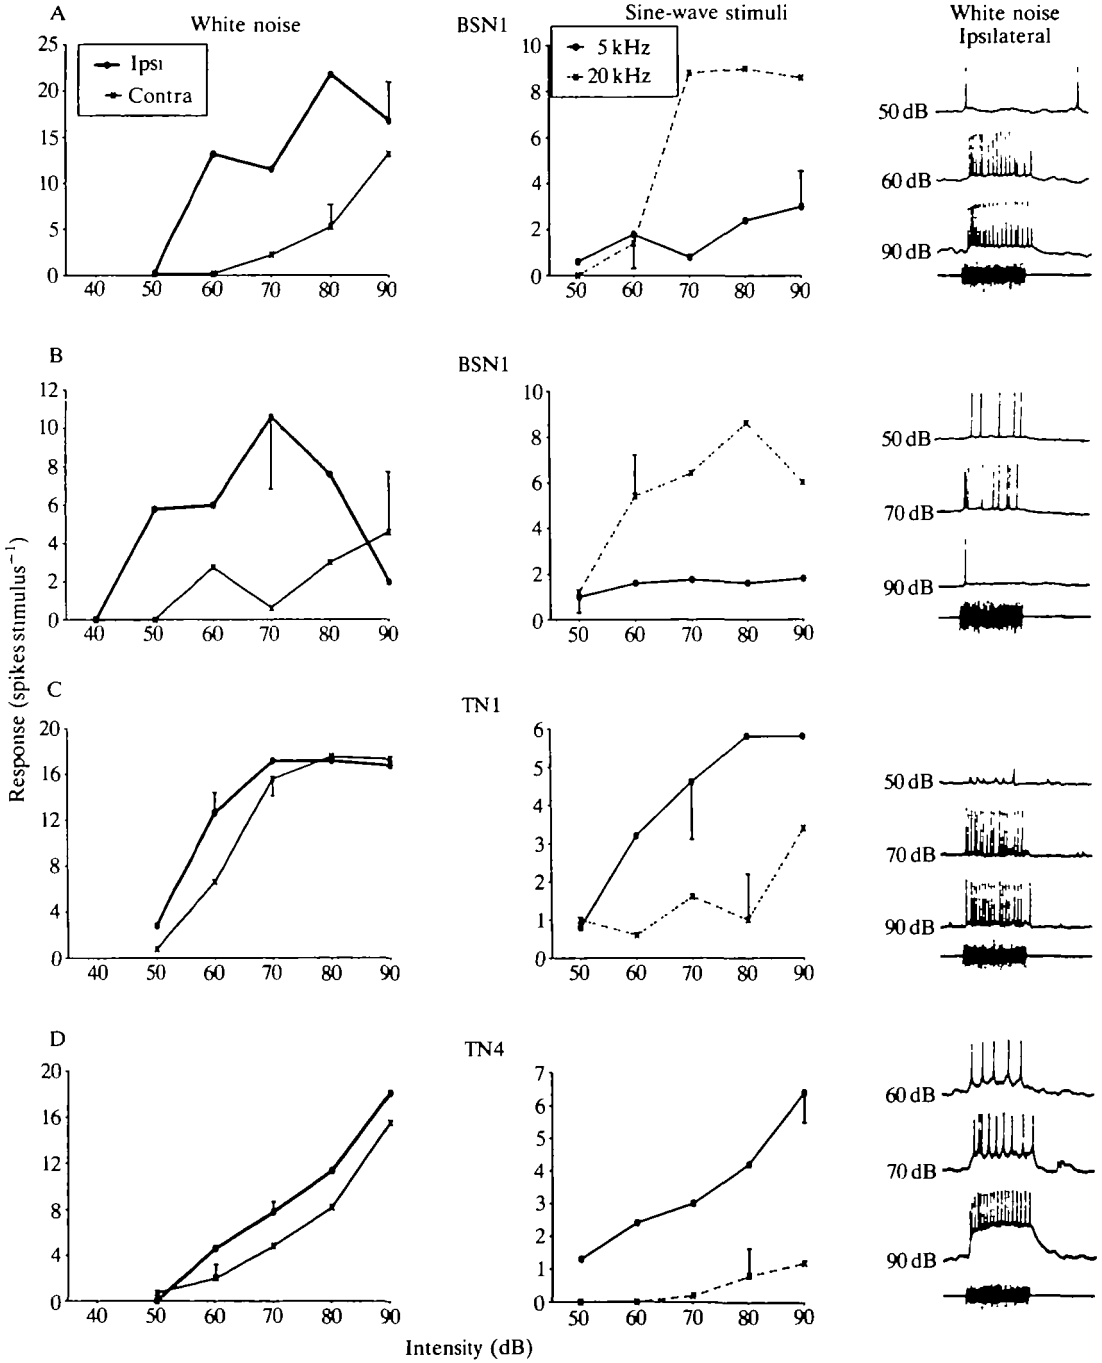 A
White noise
BSN1
Sine-wave stimuli
White noise
Ipsilateral
25
20
15
10
5
0
Ipsi
Contra
40 50 60 70 80 90
10
8
6
4
2
0
5 kHz
20 kHz
50 60 70 80 90
50 dB
60 dB
90 dB
B
BSN1
12
10
8
6
4
2
0
40 50 60 70 80 90
10
8
6
4
2
0
50 60 70 80 90
50 dB
70 dB
90 dB
Response (spikes stimulus⁻¹)
C
TN1
20
16
12
8
4
0
40 50 60 70 80 90
6
5
4
3
2
1
0
50 60 70 80 90
50 dB
70 dB
90 dB
D
TN4
20
16
12
8
4
0
40 50 60 70 80 90
7
6
5
4
3
2
1
0
50 60 70 80 90
60 dB
70 dB
90 dB
Intensity (dB)